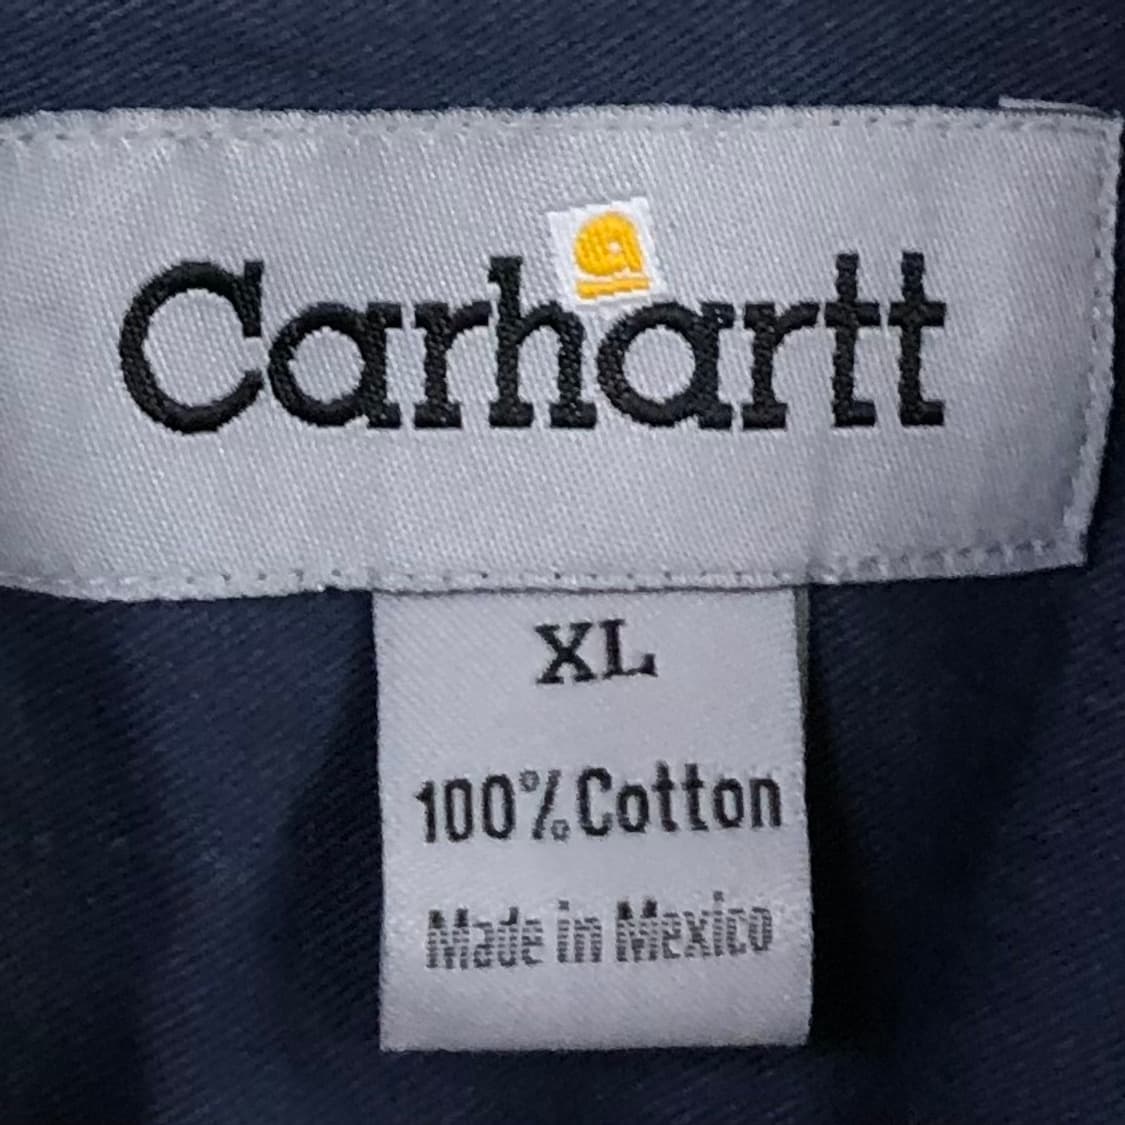 Carhartt
XL
100% Cotton
Made in Mexico